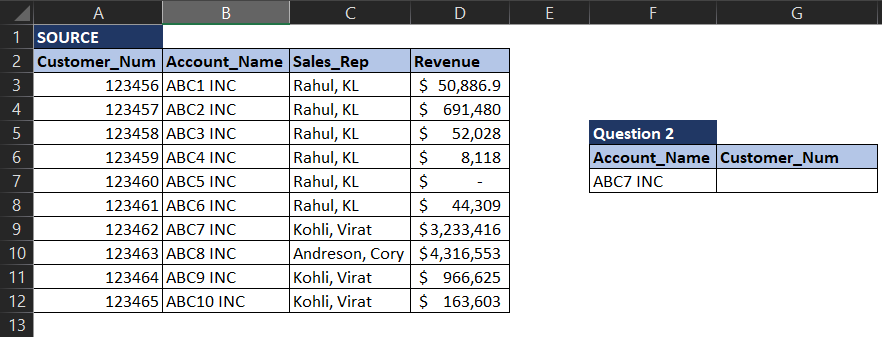 A B C D E F G
1 SOURCE
2 Customer_Num Account_Name Sales_Rep Revenue
3 123456 ABC1 INC Rahul, KL $ 50,886.9
4 123457 ABC2 INC Rahul, KL $ 691,480
5 123458 ABC3 INC Rahul, KL $ 52,028 Question 2
6 123459 ABC4 INC Rahul, KL $ 8,118 Account_Name Customer_Num
7 123460 ABC5 INC Rahul, KL $ - ABC7 INC
8 123461 ABC6 INC Rahul, KL $ 44,309
9 123462 ABC7 INC Kohli, Virat $3,233,416
10 123463 ABC8 INC Andreson, Cory $4,316,553
11 123464 ABC9 INC Kohli, Virat $ 966,625
12 123465 ABC10 INC Kohli, Virat $ 163,603
13